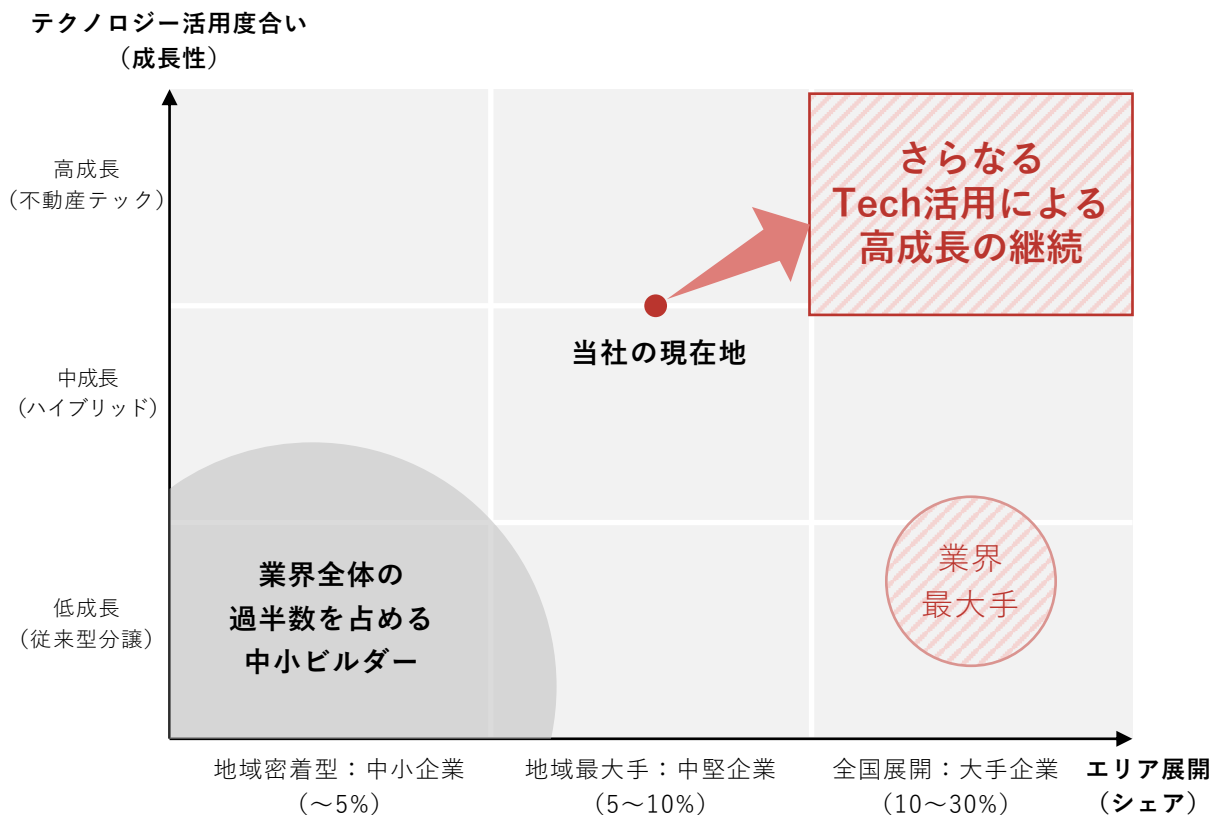 テクノロジー活用度合い
（成長性）
高成長
（不動産テック）
さらなる
Tech活用による
高成長の継続
当社の現在地
中成長
（ハイブリッド）
業界全体の
過半数を占める
中小ビルダー
業界
最大手
低成長
（従来型分譲）
地域密着型：中小企業
（～5%）
地域最大手：中堅企業
（5～10%）
全国展開：大手企業
（10～30%）
エリア展開
（シェア）